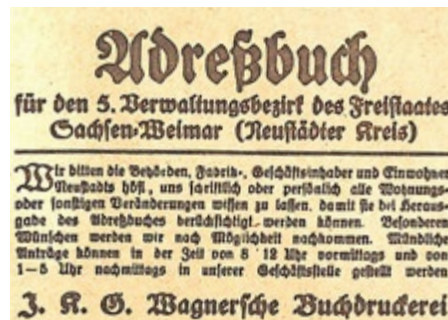 Adreßbuch
für den 5. Verwaltungsbezirk des Freistaates
Sachsen-Weimar (Neustädter Kreis)
Wir bitten die Behörden, Fabrik-, Geschäftsinhaber und Einwohner
Neustadts höfl., uns schriftlich oder persönlich alle Wohnungs-
oder sonstigen Veränderungen wissen zu lassen, damit sie bei Heraus-
gabe des Adreßbuches berücksichtigt werden können. Besonderen
Wünschen werden wir nach Möglichkeit nachkommen. Mündliche
Anträge können in der Zeit von 8 12 Uhr vormittags und von
1-5 Uhr nachmittags in unserer Geschäftsstelle gestellt werden
J. K. G. Wagnersche Buchdruckerei